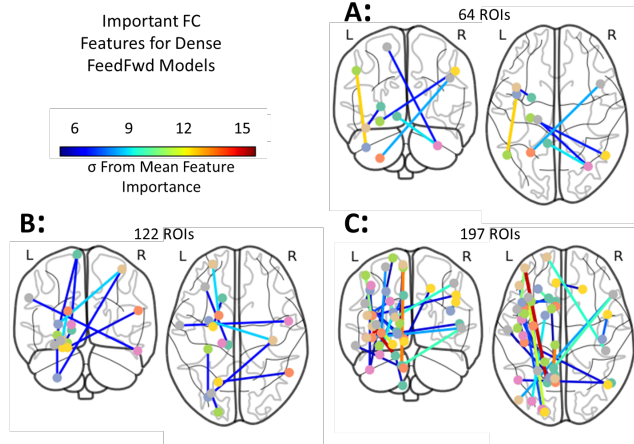 Important FC
Features for Dense
FeedFwd Models
6 9 12 15
σ From Mean Feature
Importance
A:
64 ROIs
L R L R
B:
122 ROIs
L R L R
C:
197 ROIs
L R L R